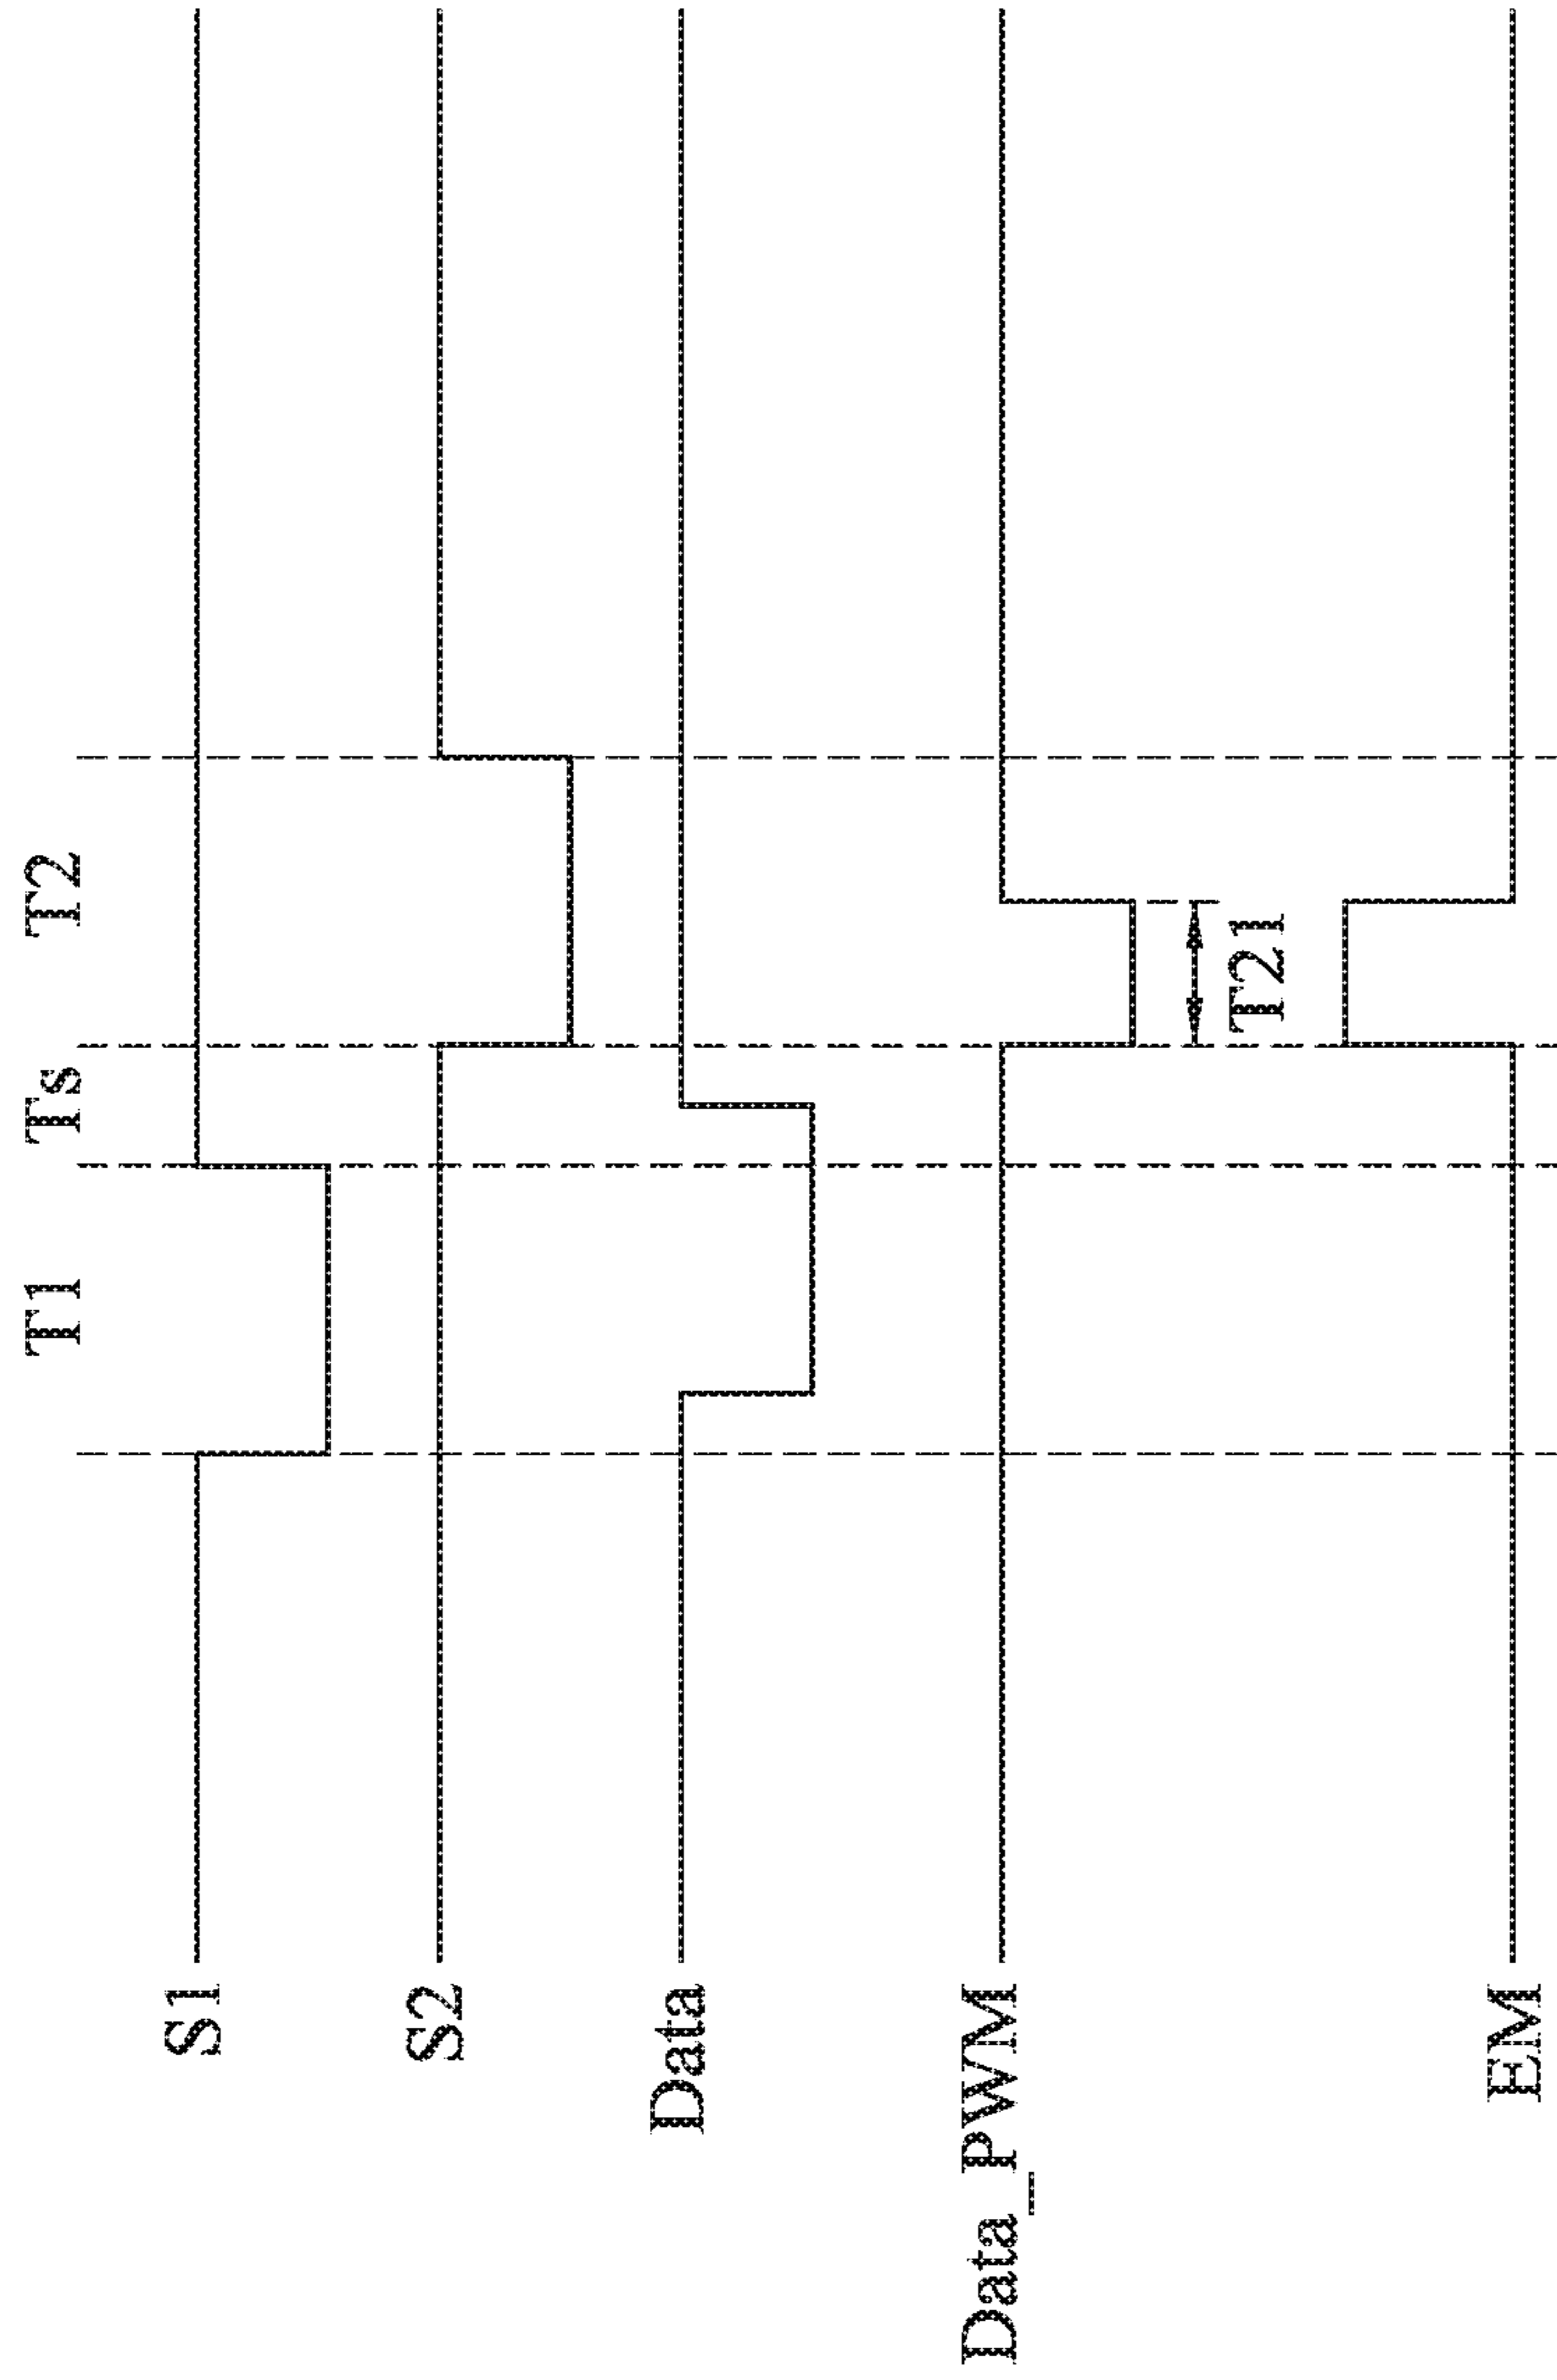 T1 Ts T2
S1
S2
Data
Data_PWM
T21
EM